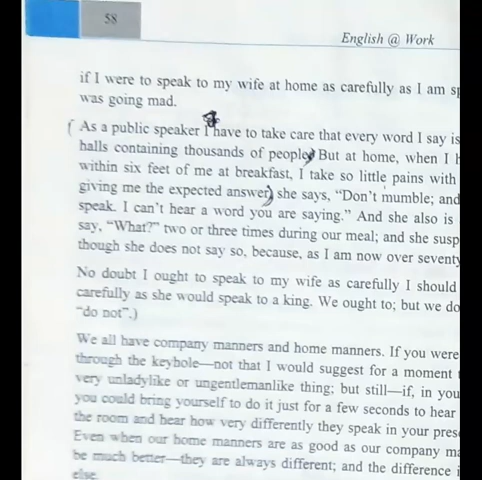 58
English @ Work
if I were to speak to my wife at home as carefully as I am
was going mad.
As a public speaker I have to take care that every word I say is
halls containing thousands of people. But at home, when I
within six feet of me at breakfast, I take so little pains with
giving me the expected answer, she says, “Don't mumble; and
speak. I can't hear a word you are saying.” And she also is
say, “What?” two or three times during our meal; and she
though she does not say so, because, as I am now over seventy
No doubt I ought to speak to my wife as carefully I should
carefully as she would speak to a king. We ought to; but we do
“do not”.)
We all have company manners and home manners. If you were
through the keyhole—not that I would suggest for a moment
very unladylike or ungentlemanlike thing; but still—if, in
you could bring yourself to do it just for a few seconds to hear
the room and hear how very differently they speak in your
Even when our home manners are as good as our company
be much better—they are always different; and the difference
else.